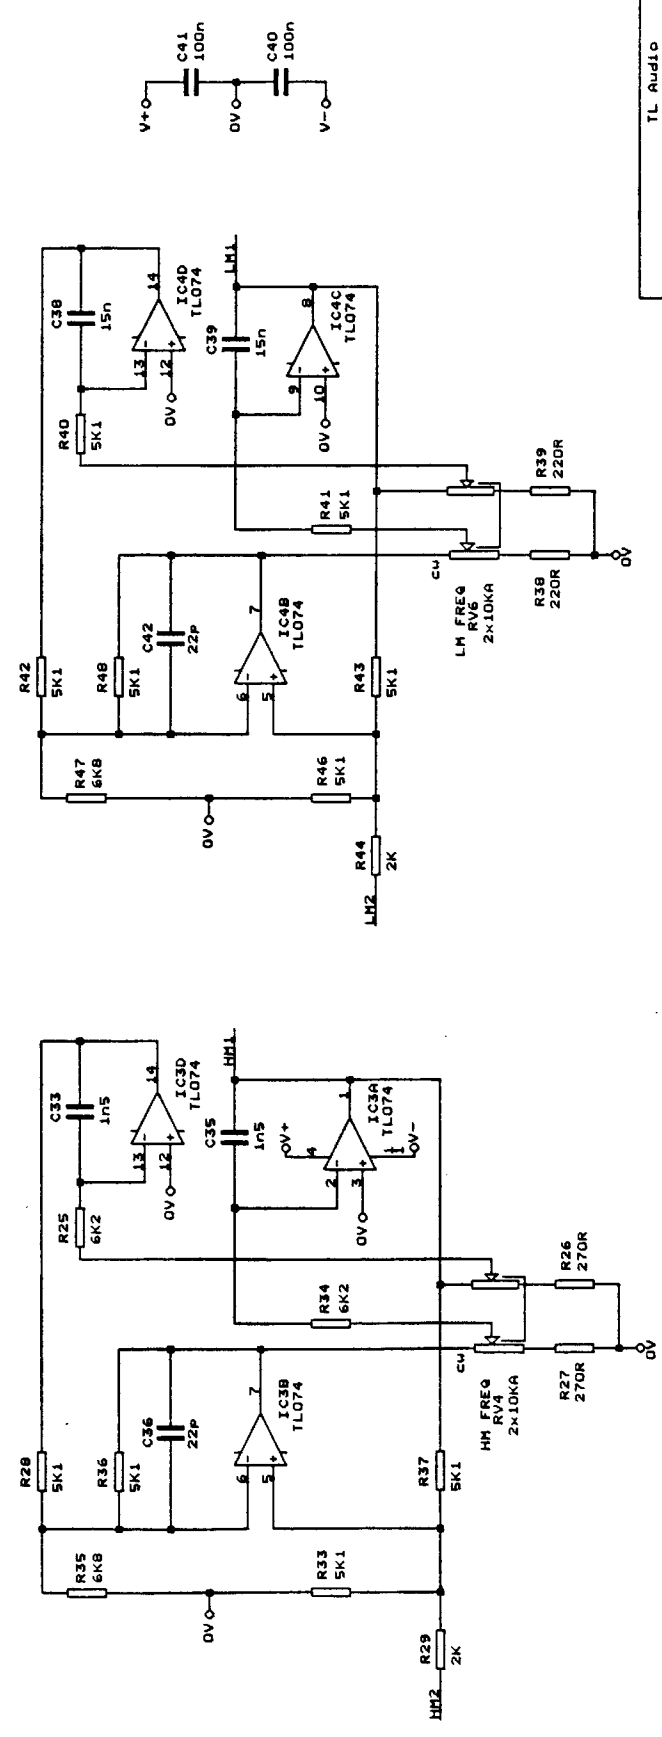 C41
100n
C40
100n
V+
0V
V-
TL Audio
C38
15n
14
IC4D
TL074
13
12
-
+
0V
R40
5K1
LM1
C39
15n
8
IC4C
TL074
9
10
-
+
0V
R41
5K1
R39
220R
R38
220R
0V
CW
LM FREQ
RV6
2x10KA
R42
5K1
R48
5K1
C42
22P
7
IC4B
TL074
6
5
-
+
R43
5K1
R47
6K8
R46
5K1
0V
R44
2K
LM2
C33
1n5
14
IC3D
TL074
13
12
-
+
0V
R25
6K2
HM1
C35
1n5
V+
4
1
IC3A
TL074
11
V-
2
3
-
+
0V
R34
6K2
R26
270R
R27
270R
0V
CW
HM FREQ
RV4
2x10KA
R28
5K1
R36
5K1
C36
22P
7
IC3B
TL074
6
5
-
+
R37
5K1
R35
6K8
R33
5K1
0V
R29
2K
HM2